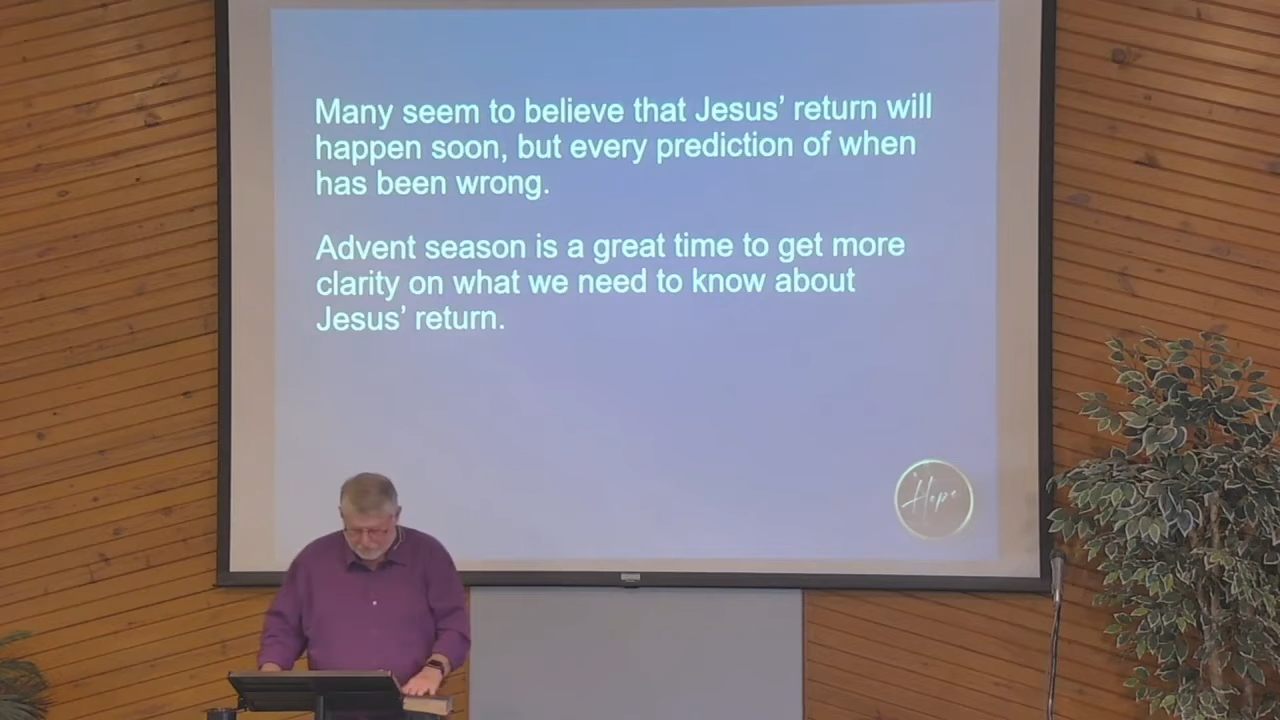 Many seem to believe that Jesus’ return will
happen soon, but every prediction of when
has been wrong.
Advent season is a great time to get more
clarity on what we need to know about
Jesus’ return.
Hope